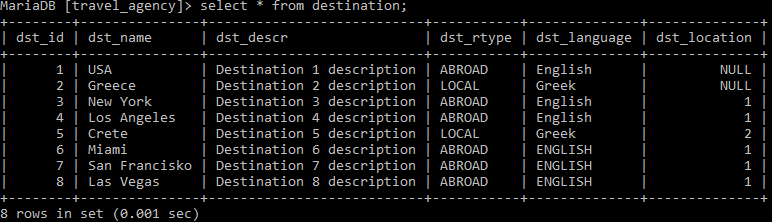 MariaDB [travel_agency]> select * from destination;
+--------+---------------+---------------------------+-----------+--------------+--------------+
| dst_id | dst_name      | dst_descr                 | dst_rtype | dst_language | dst_location |
+--------+---------------+---------------------------+-----------+--------------+--------------+
|      1 | USA           | Destination 1 description | ABROAD    | English      |         NULL |
|      2 | Greece        | Destination 2 description | LOCAL     | Greek        |         NULL |
|      3 | New York      | Destination 3 description | ABROAD    | English      |            1 |
|      4 | Los Angeles   | Destination 4 description | ABROAD    | English      |            1 |
|      5 | Crete         | Destination 5 description | LOCAL     | Greek        |            2 |
|      6 | Miami         | Destination 6 description | ABROAD    | ENGLISH      |            1 |
|      7 | San Francisko | Destination 7 description | ABROAD    | ENGLISH      |            1 |
|      8 | Las Vegas     | Destination 8 description | ABROAD    | ENGLISH      |            1 |
+--------+---------------+---------------------------+-----------+--------------+--------------+
8 rows in set (0.001 sec)